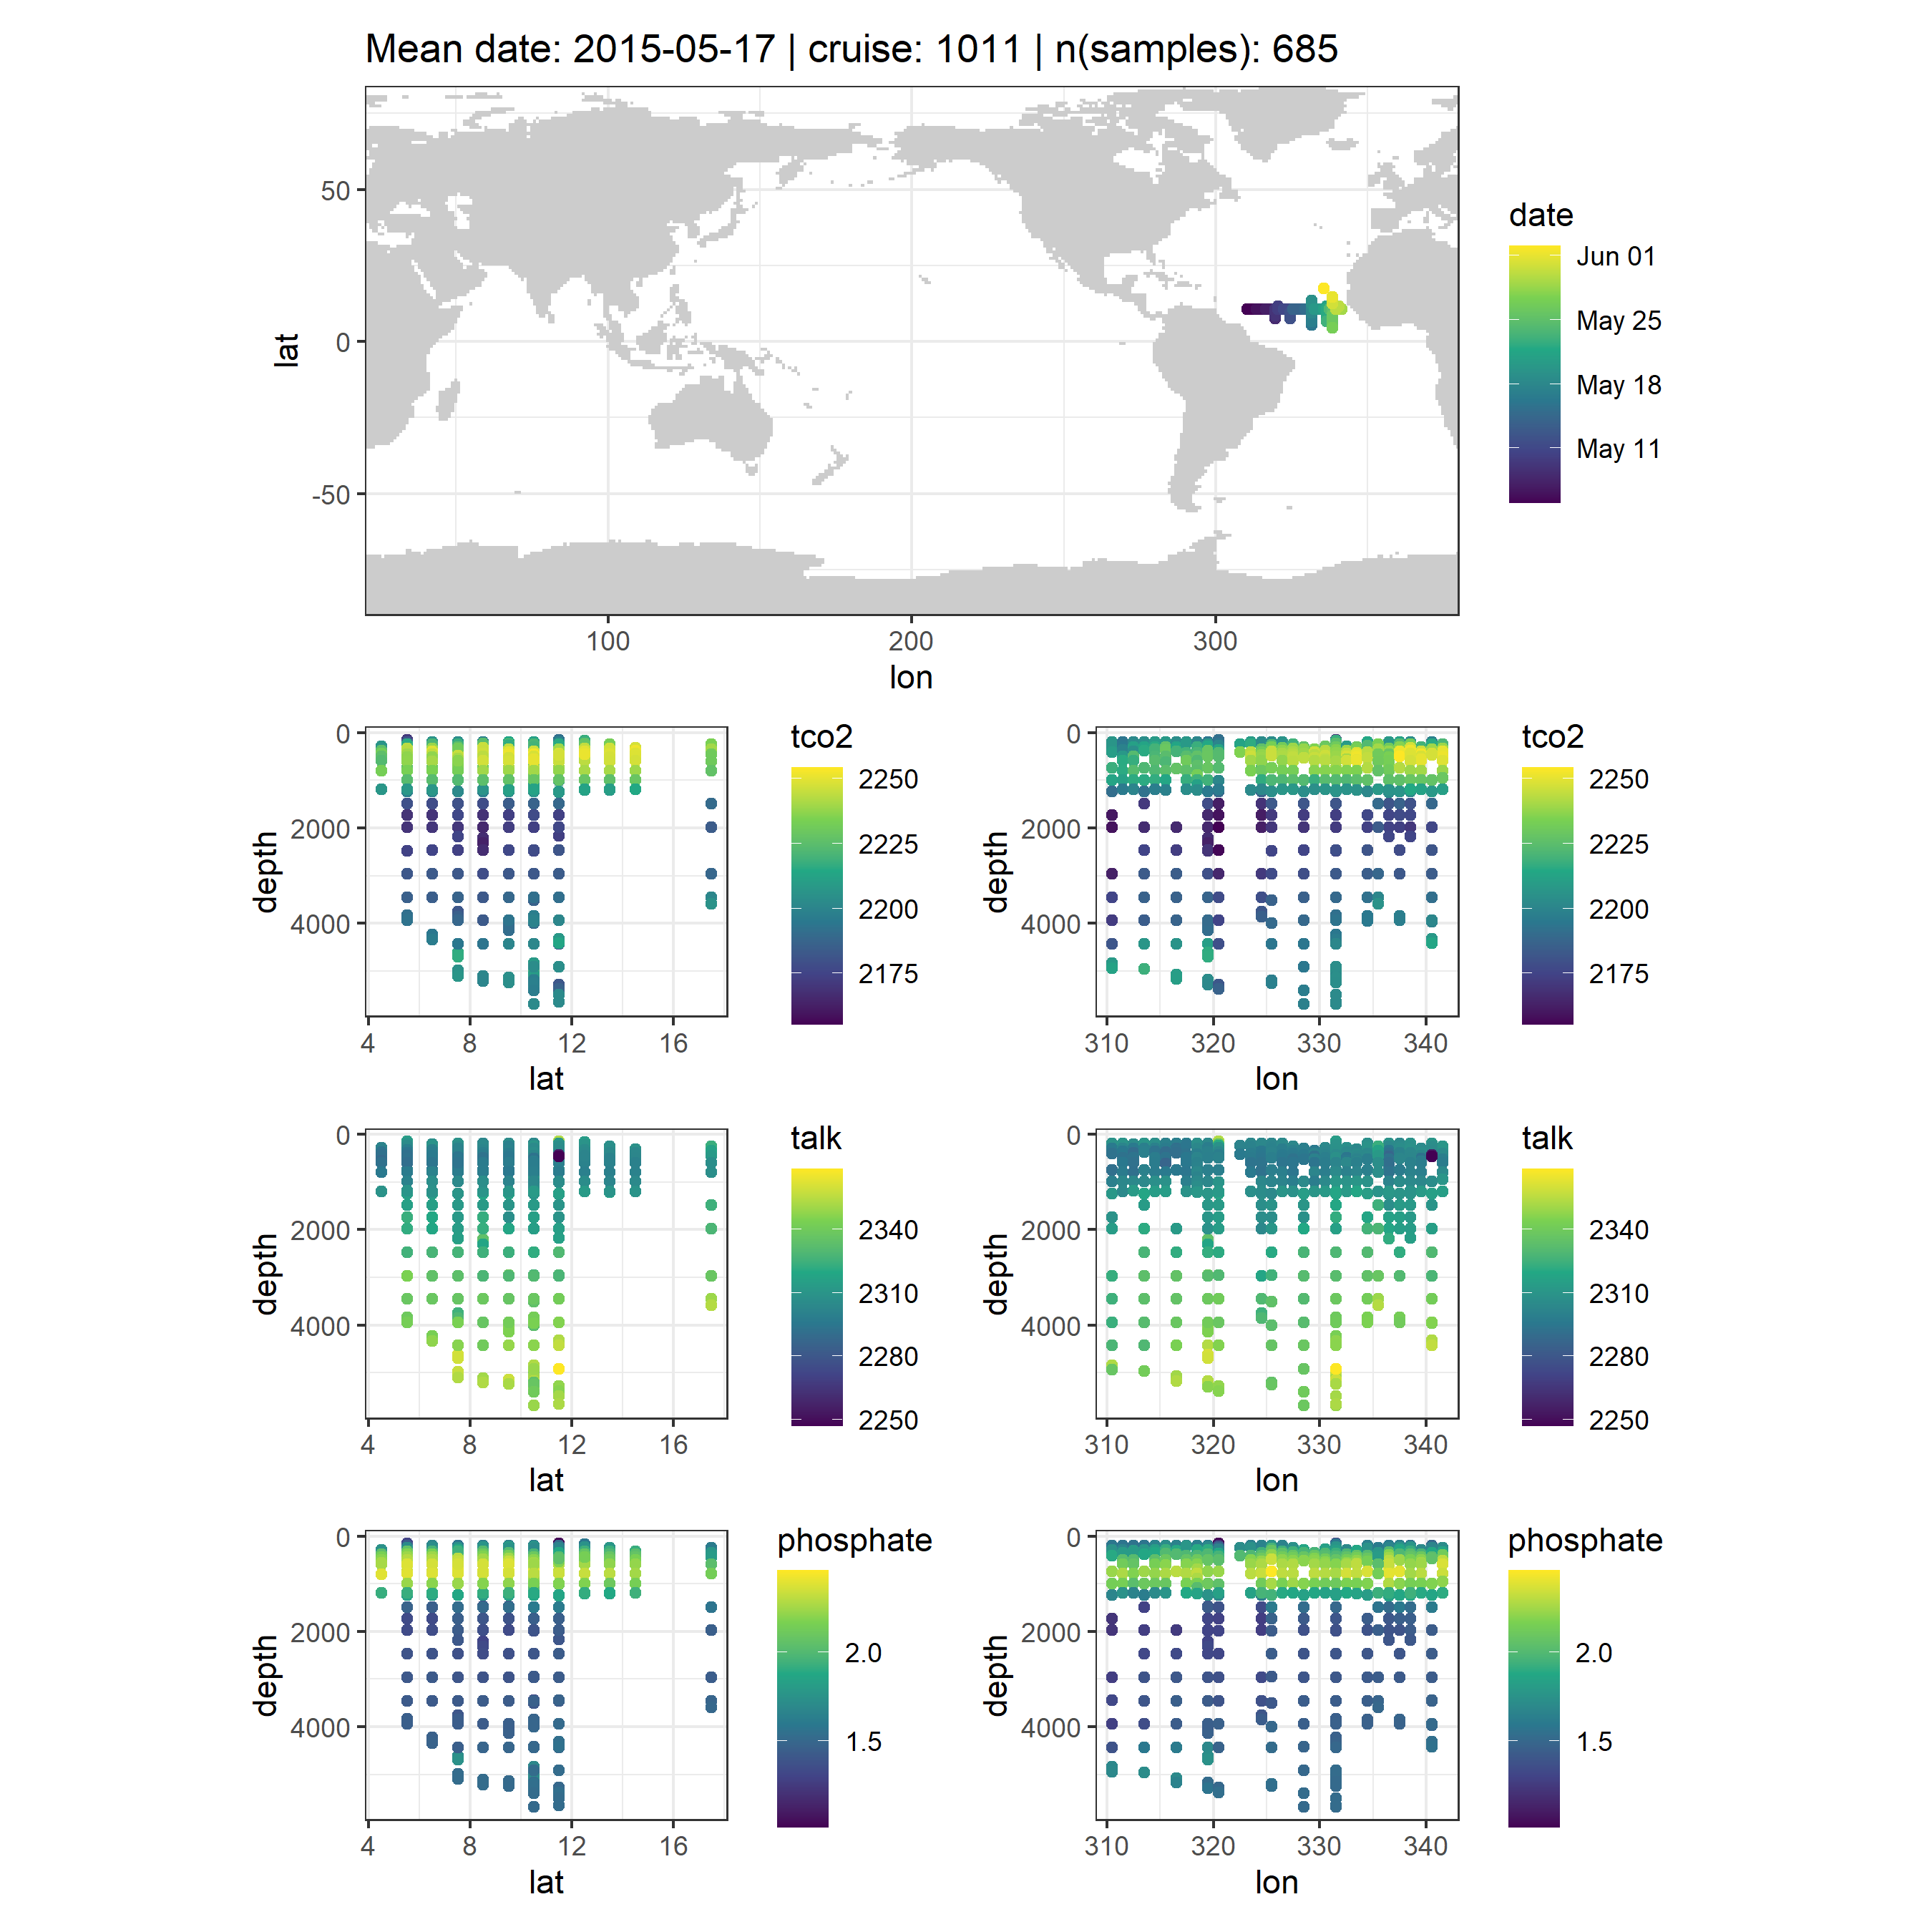 Mean date: 2015-05-17 | cruise: 1011 | n(samples): 685
50
0
-50
lat
100
200
300
lon
date
Jun 01
May 25
May 18
May 11
0
2000
4000
depth
4
8
12
16
lat
tco2
2250
2225
2200
2175
0
2000
4000
depth
310
320
330
340
lon
tco2
2250
2225
2200
2175
0
2000
4000
depth
4
8
12
16
lat
talk
2340
2310
2280
2250
0
2000
4000
depth
310
320
330
340
lon
talk
2340
2310
2280
2250
0
2000
4000
depth
4
8
12
16
lat
phosphate
2.0
1.5
0
2000
4000
depth
310
320
330
340
lon
phosphate
2.0
1.5